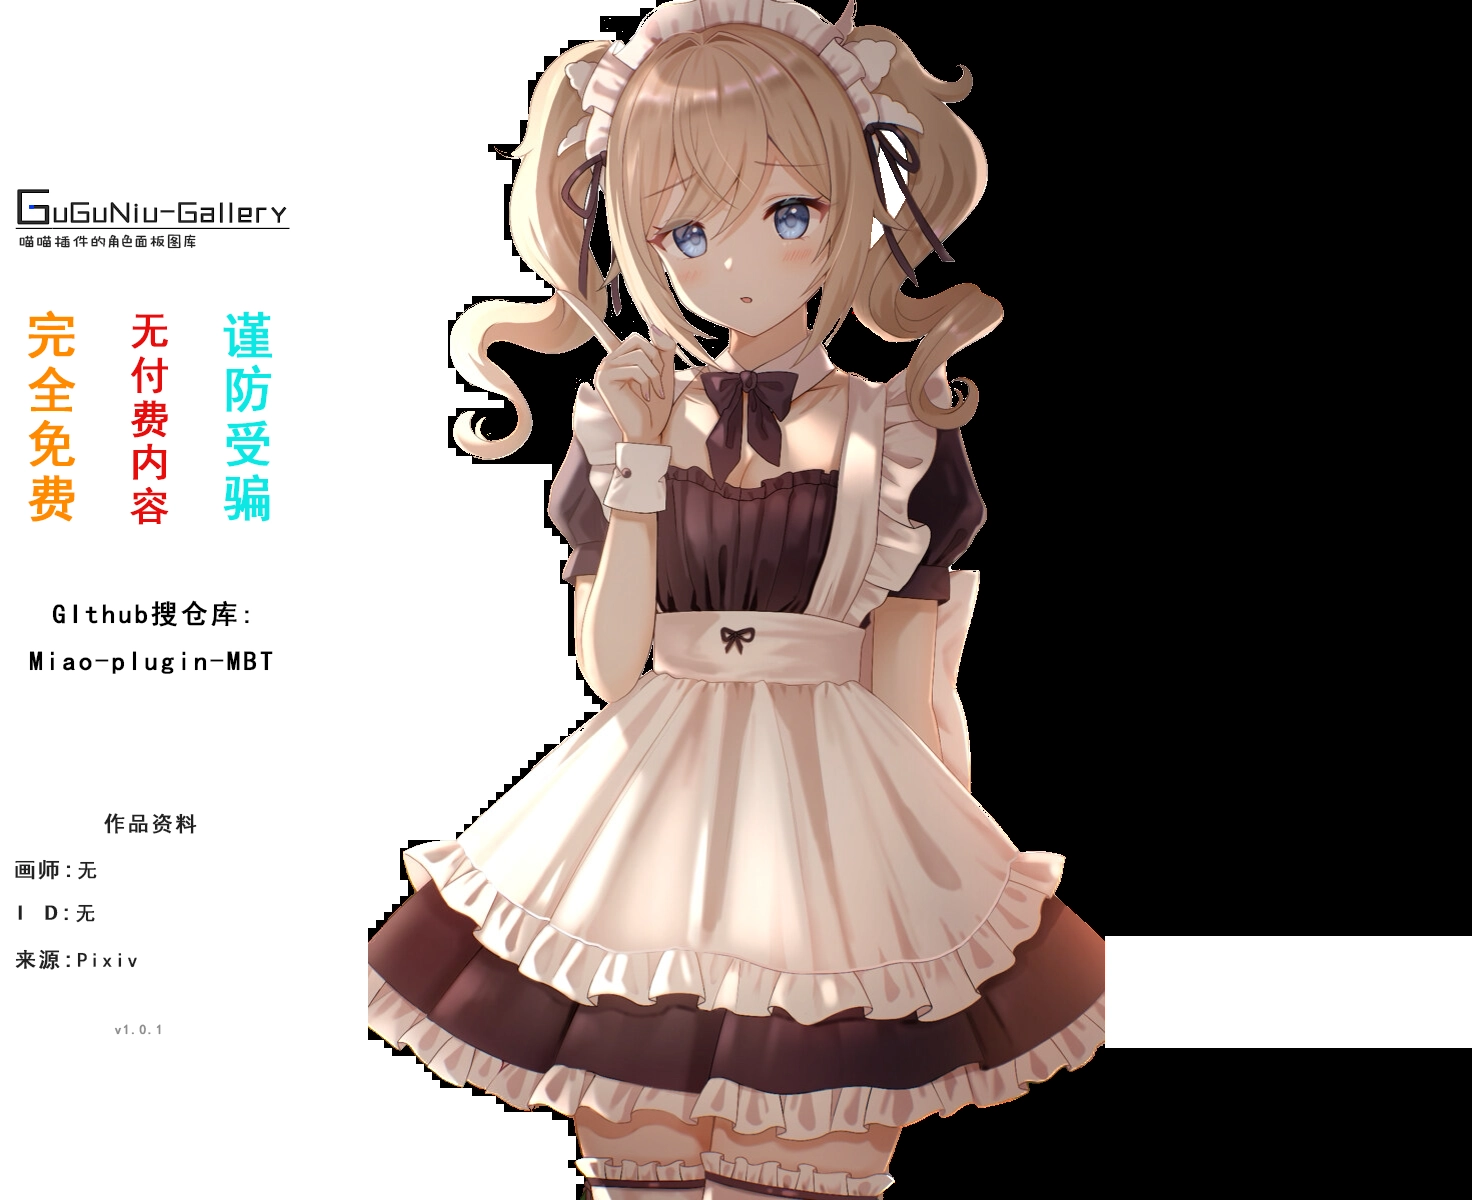 GuGuNiu-Gallery
喵喵插件的角色面板图库
完全免费
无付费内容
谨防受骗
GIthub搜仓库:
Miao-plugin-MBT
作品资料
画师:无
I D:无
来源:Pixiv
v1.0.1